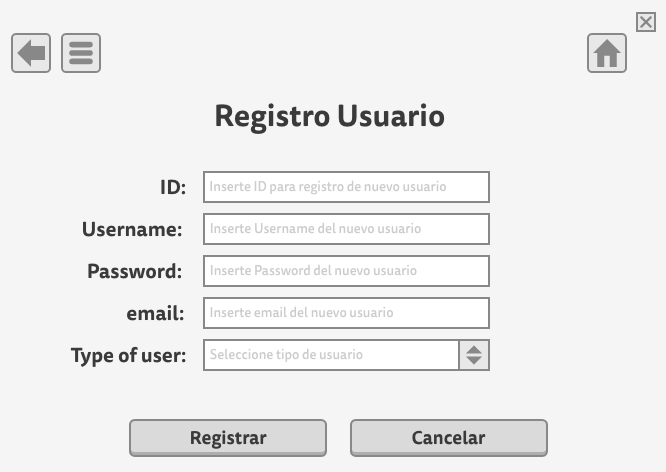 Registro Usuario
ID: Inserte ID para registro de nuevo usuario
Username: Inserte Username del nuevo usuario
Password: Inserte Password del nuevo usuario
email: Inserte email del nuevo usuario
Type of user: Seleccione tipo de usuario
Registrar Cancelar